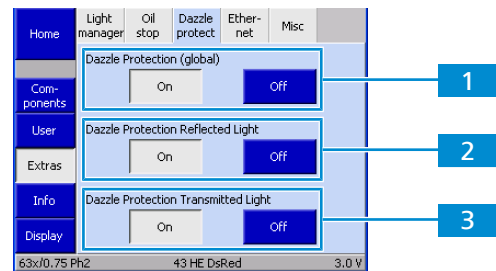 Home
Light manager
Oil stop
Dazzle protect
Ether-net
Misc
Com-ponents
User
Extras
Info
Display
Dazzle Protection (global)
On
Off
1
Dazzle Protection Reflected Light
On
Off
2
Dazzle Protection Transmitted Light
On
Off
3
63x/0.75 Ph2
43 HE DsRed
3.0 V